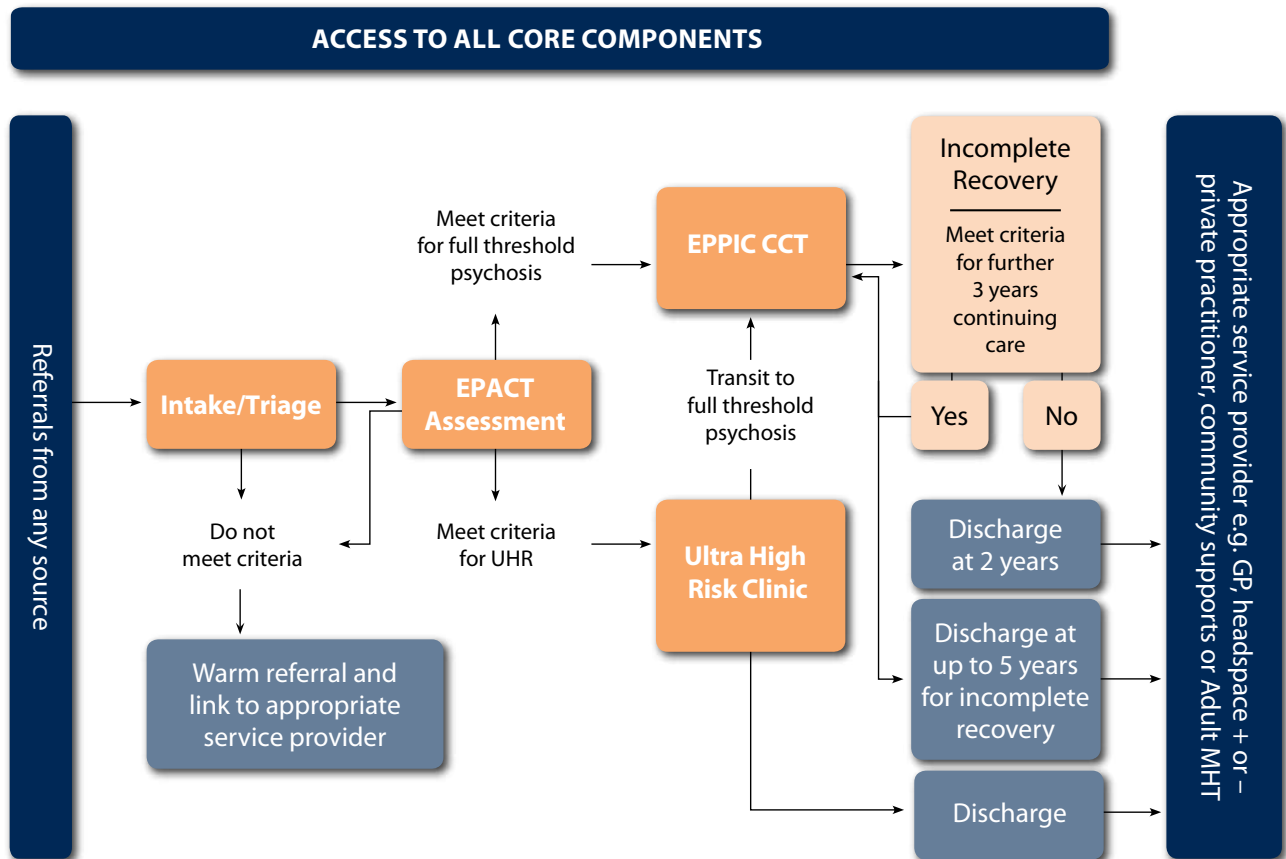 ACCESS TO ALL CORE COMPONENTS
Referrals from any source
Intake/Triage
Do not
meet criteria
Warm referral and
link to appropriate
service provider
EPACT
Assessment
Meet criteria
for full threshold
psychosis
Meet criteria
for UHR
EPPIC CCT
Transit to
full threshold
psychosis
Ultra High
Risk Clinic
Incomplete
Recovery
Meet criteria
for further
3 years
continuing
care
Yes
No
Discharge
at 2 years
Discharge at
up to 5 years
for incomplete
recovery
Discharge
Appropriate service provider e.g. GP, headspace + or –
private practitioner, community supports or Adult MHT